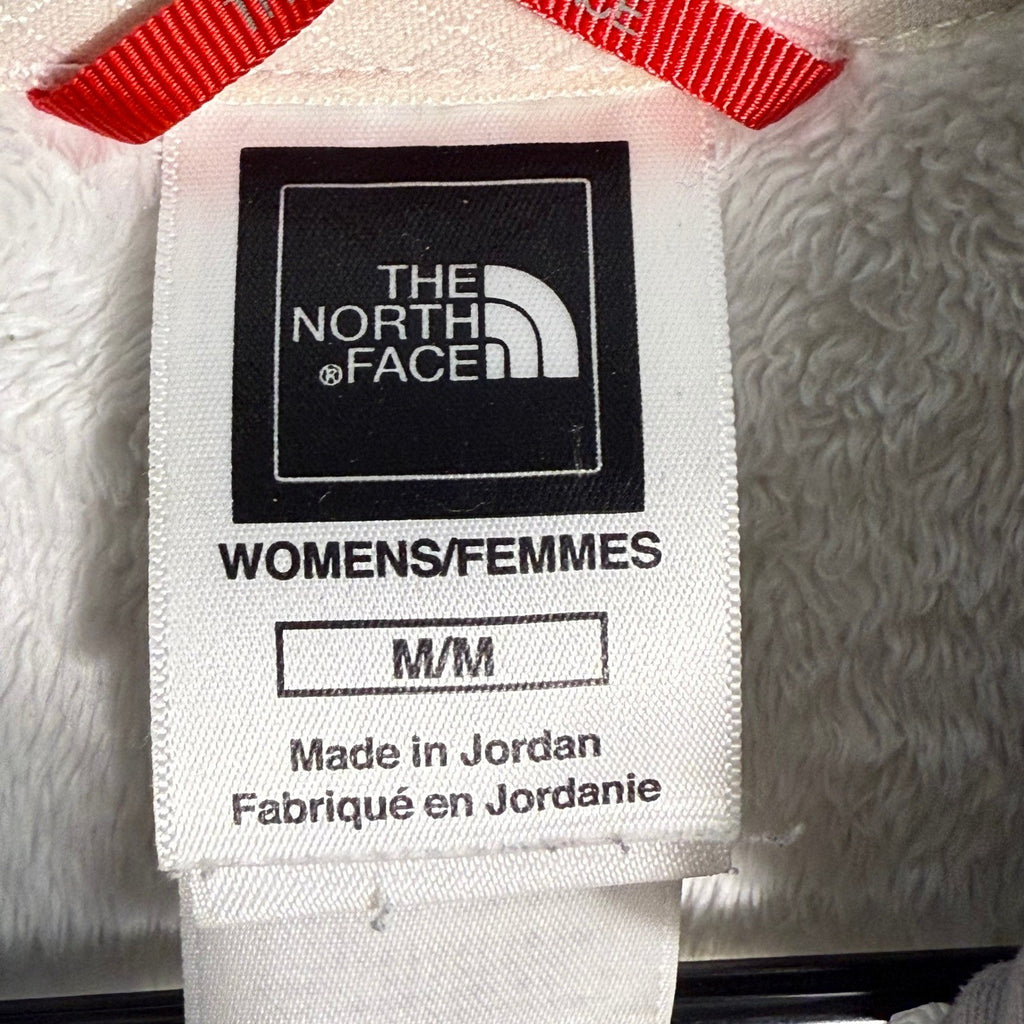 THE
NORTH
®FACE
WOMENS/FEMMES
M/M
Made in Jordan
Fabriqué en Jordanie